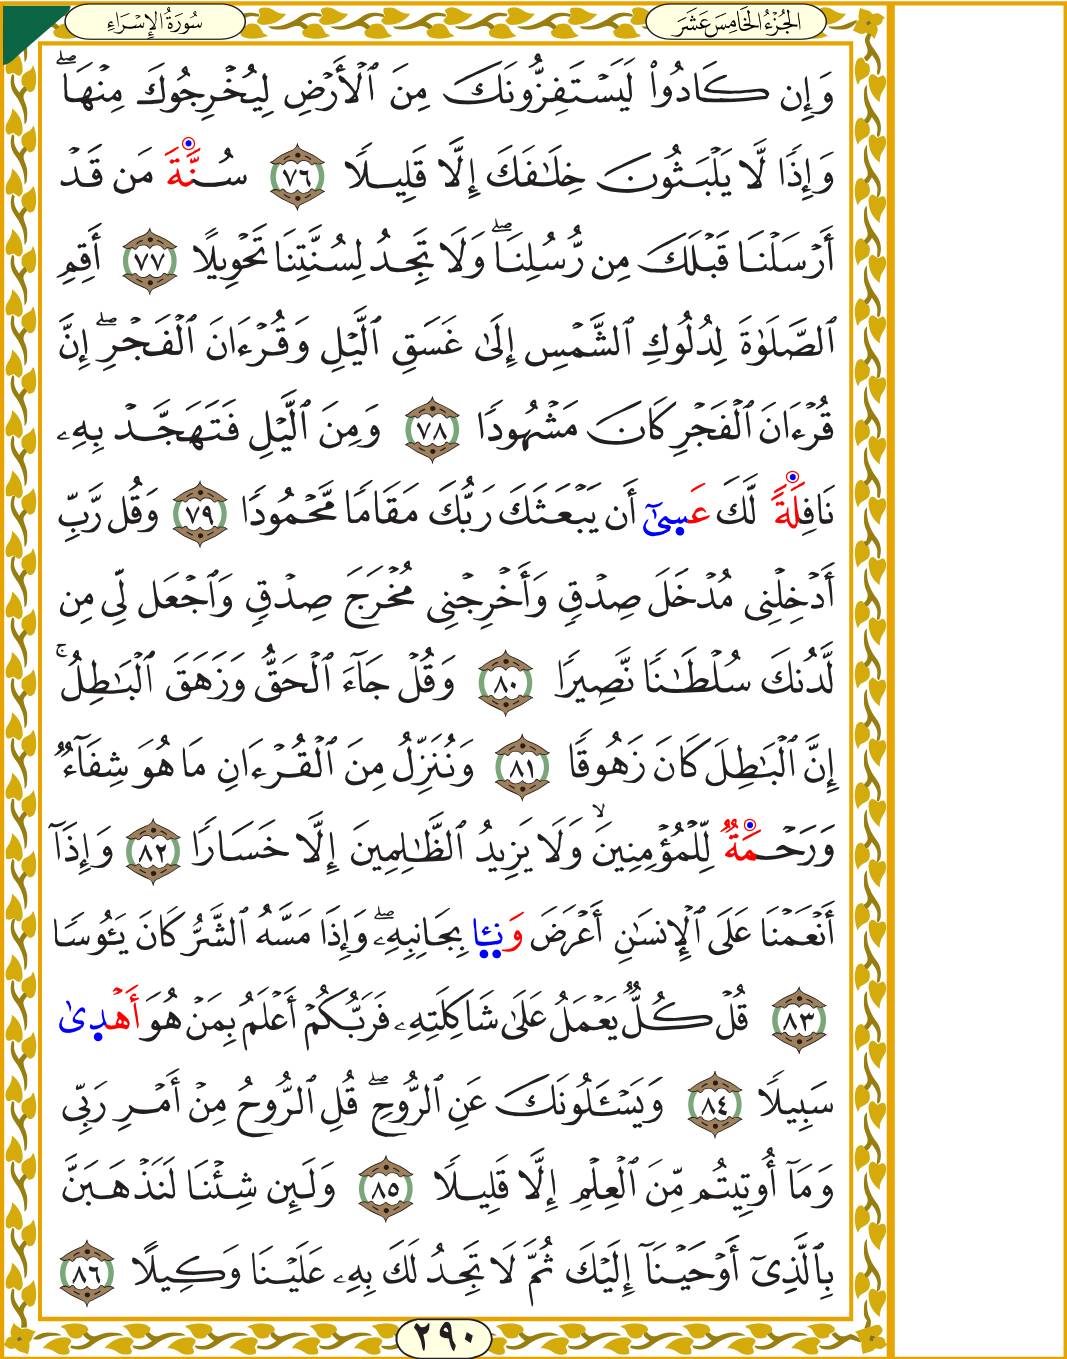 الجُزْءُ الخَامِسَ عَشَرَ
سُورَةُ الإِسْرَاءِ
وَإِن كَادُوا۟ لَيَسْتَفِزُّونَكَ مِنَ ٱلْأَرْضِ لِيُخْرِجُوكَ مِنْهَا ۖ
وَإِذًا لَّا يَلْبَثُونَ خِلَٰفَكَ إِلَّا قَلِيلًا ٧٦ سُنَّةَ مَن قَدْ
أَرْسَلْنَا قَبْلَكَ مِن رُّسُلِنَا ۖ وَلَا تَجِدُ لِسُنَّتِنَا تَحْوِيلًا ٧٧ أَقِمِ
ٱلصَّلَوٰةَ لِدُلُوكِ ٱلشَّمْسِ إِلَىٰ غَسَقِ ٱلَّيْلِ وَقُرْءَانَ ٱلْفَجْرِ ۖ إِنَّ
قُرْءَانَ ٱلْفَجْرِ كَانَ مَشْهُودًا ٧٨ وَمِنَ ٱلَّيْلِ فَتَهَجَّدْ بِهِۦ
نَافِلَةً لَّكَ عَسِىٰٓ أَن يَبْعَثَكَ رَبُّكَ مَقَامًا مَّحْمُودًا ٧٩ وَقُل رَّبِّ
أَدْخِلْنِى مُدْخَلَ صِدْقٍ وَأَخْرِجْنِى مُخْرَجَ صِدْقٍ وَٱجْعَل لِّى مِن
لَّدُنكَ سُلْطَٰنًا نَّصِيرًا ٨٠ وَقُلْ جَآءَ ٱلْحَقُّ وَزَهَقَ ٱلْبَٰطِلُ ۚ
إِنَّ ٱلْبَٰطِلَ كَانَ زَهُوقًا ٨١ وَنُنَزِّلُ مِنَ ٱلْقُرْءَانِ مَا هُوَ شِفَآءٌ
وَرَحْمَةٌ لِّلْمُؤْمِنِينَ ۙ وَلَا يَزِيدُ ٱلظَّٰلِمِينَ إِلَّا خَسَارًا ٨٢ وَإِذَآ
أَنْعَمْنَا عَلَى ٱلْإِنسَٰنِ أَعْرَضَ وَنِـِٔا بِجَانِبِهِۦ ۖ وَإِذَا مَسَّهُ ٱلشَّرُّ كَانَ يَـُٔوسًا
٨٣ قُلْ كُلٌّ يَعْمَلُ عَلَىٰ شَاكِلَتِهِۦ فَرَبُّكُمْ أَعْلَمُ بِمَنْ هُوَ أَهْدِىٰ
سَبِيلًا ٨٤ وَيَسْـَٔلُونَكَ عَنِ ٱلرُّوحِ ۖ قُلِ ٱلرُّوحُ مِنْ أَمْرِ رَبِّى
وَمَآ أُوتِيتُم مِّنَ ٱلْعِلْمِ إِلَّا قَلِيلًا ٨٥ وَلَئِن شِئْنَا لَنَذْهَبَنَّ
بِٱلَّذِىٓ أَوْحَيْنَآ إِلَيْكَ ثُمَّ لَا تَجِدُ لَكَ بِهِۦ عَلَيْنَا وَكِيلًا ٨٦
٢٩٠